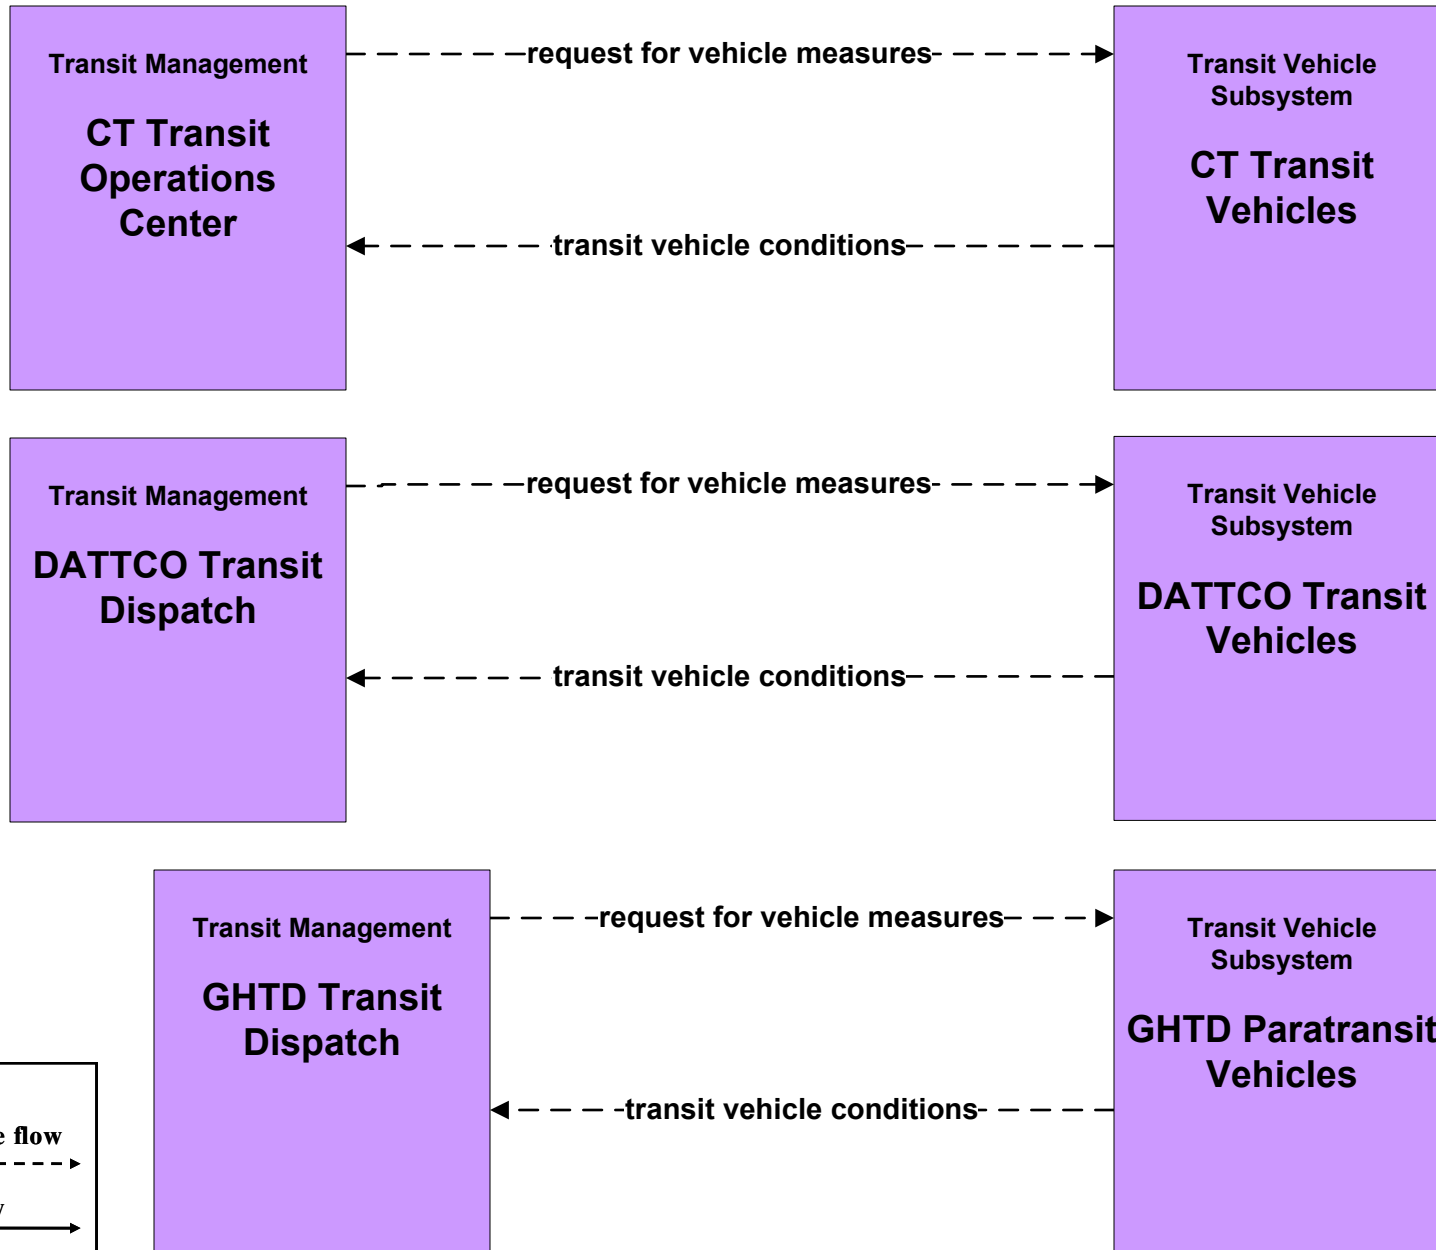 Transit Management
CT Transit
Operations
Center
request for vehicle measures
transit vehicle conditions
Transit Vehicle
Subsystem
CT Transit
Vehicles
Transit Management
DATTCO Transit
Dispatch
request for vehicle measures
transit vehicle conditions
Transit Vehicle
Subsystem
DATTCO Transit
Vehicles
Transit Management
GHTD Transit
Dispatch
request for vehicle measures
transit vehicle conditions
Transit Vehicle
Subsystem
GHTD Paratransit
Vehicles
flow